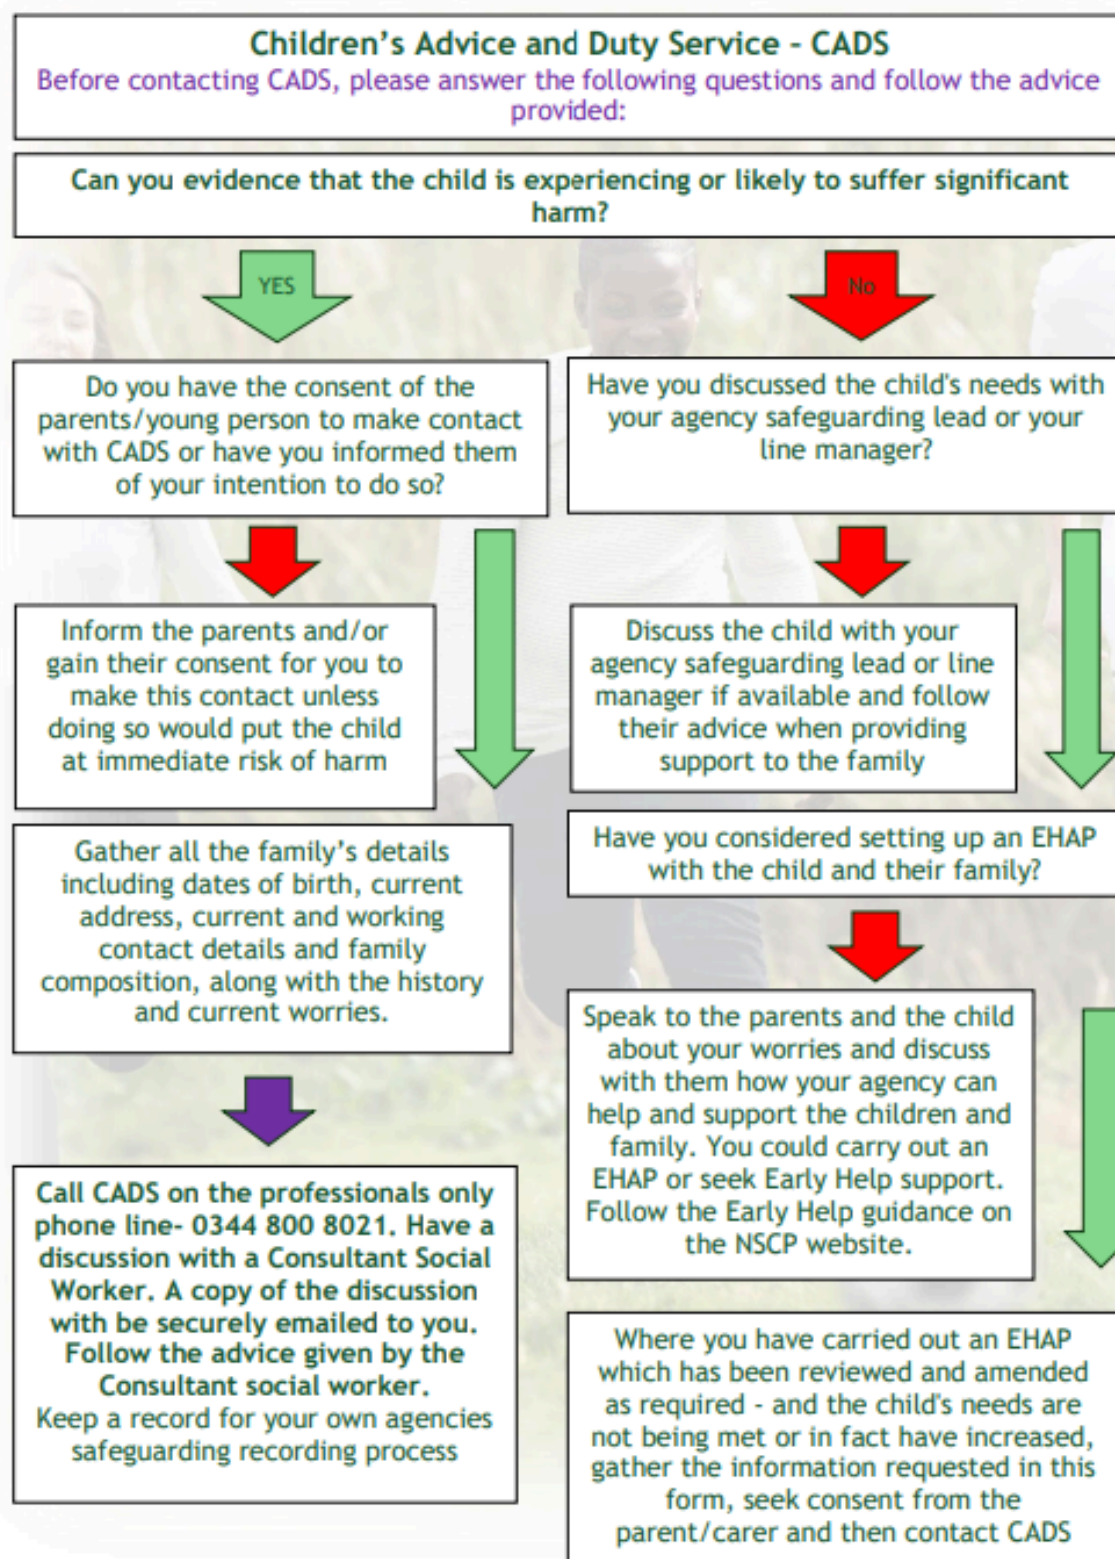 Children's Advice and Duty Service - CADS
Before contacting CADS, please answer the following questions and follow the advice
provided:
Can you evidence that the child is experiencing or likely to suffer significant
harm?
YES
No
Do you have the consent of the
parents/young person to make contact
with CADS or have you informed them
of your intention to do so?
Have you discussed the child's needs with
your agency safeguarding lead or your
line manager?
Inform the parents and/or
gain their consent for you to
make this contact unless
doing so would put the child
at immediate risk of harm
Discuss the child with your
agency safeguarding lead or line
manager if available and follow
their advice when providing
support to the family
Gather all the family's details
including dates of birth, current
address, current and working
contact details and family
composition, along with the history
and current worries.
Have you considered setting up an EHAP
with the child and their family?
Speak to the parents and the child
about your worries and discuss
with them how your agency can
help and support the children and
family. You could carry out an
EHAP or seek Early Help support.
Follow the Early Help guidance on
the NSCP website.
Call CADS on the professionals only
phone line- 0344 800 8021. Have a
discussion with a Consultant Social
Worker. A copy of the discussion
with be securely emailed to you.
Follow the advice given by the
Consultant social worker.
Keep a record for your own agencies
safeguarding recording process
Where you have carried out an EHAP
which has been reviewed and amended
as required - and the child's needs are
not being met or in fact have increased,
gather the information requested in this
form, seek consent from the
parent/carer and then contact CADS